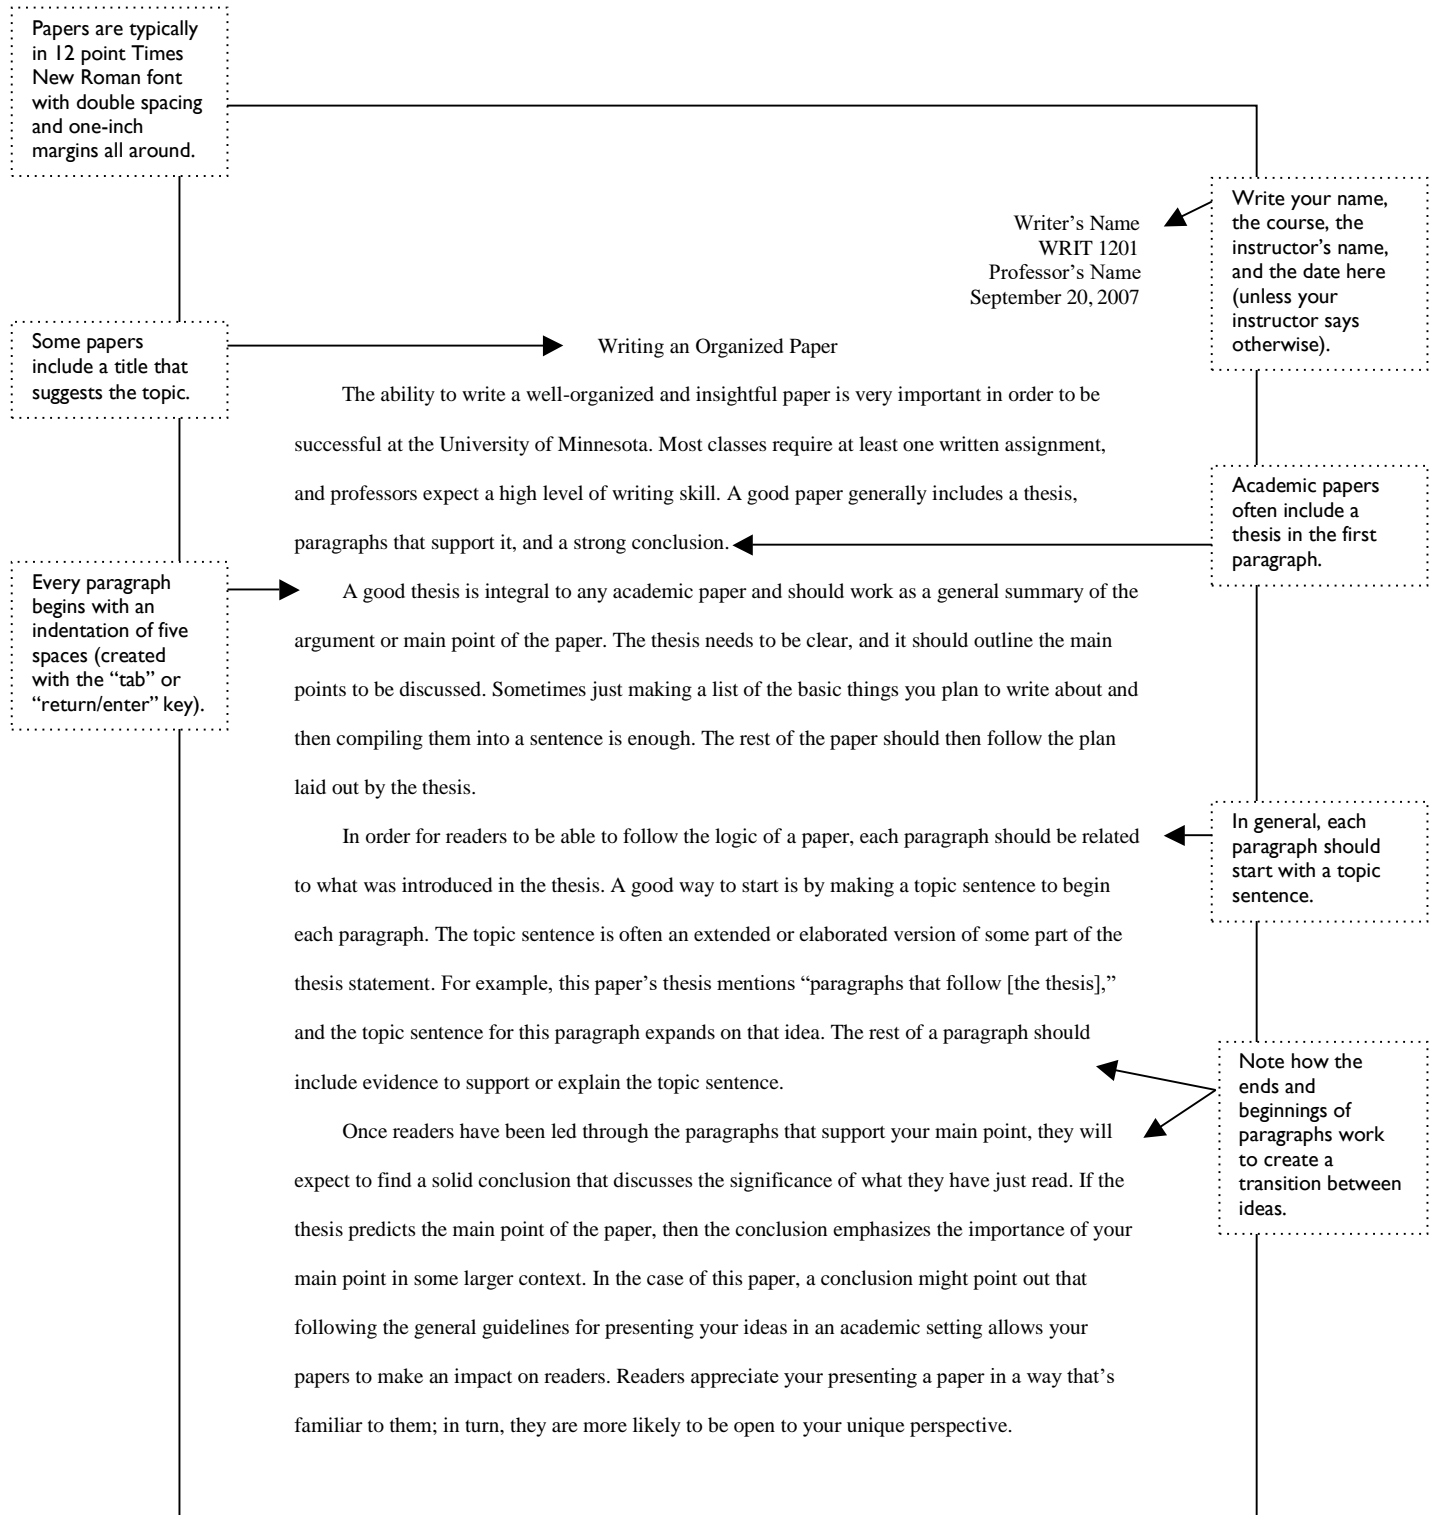 Papers are typically
in 12 point Times
New Roman font
with double spacing
and one-inch
margins all around.
Writer’s Name
WRIT 1201
Professor’s Name
September 20, 2007
Write your name,
the course, the
instructor’s name,
and the date here
(unless your
instructor says
otherwise).
Some papers
include a title that
suggests the topic.
Writing an Organized Paper
The ability to write a well-organized and insightful paper is very important in order to be
successful at the University of Minnesota. Most classes require at least one written assignment,
and professors expect a high level of writing skill. A good paper generally includes a thesis,
paragraphs that support it, and a strong conclusion.
Academic papers
often include a
thesis in the first
paragraph.
Every paragraph
begins with an
indentation of five
spaces (created
with the “tab” or
“return/enter” key).
A good thesis is integral to any academic paper and should work as a general summary of the
argument or main point of the paper. The thesis needs to be clear, and it should outline the main
points to be discussed. Sometimes just making a list of the basic things you plan to write about and
then compiling them into a sentence is enough. The rest of the paper should then follow the plan
laid out by the thesis.
In order for readers to be able to follow the logic of a paper, each paragraph should be related
to what was introduced in the thesis. A good way to start is by making a topic sentence to begin
each paragraph. The topic sentence is often an extended or elaborated version of some part of the
thesis statement. For example, this paper’s thesis mentions “paragraphs that follow [the thesis],”
and the topic sentence for this paragraph expands on that idea. The rest of a paragraph should
include evidence to support or explain the topic sentence.
In general, each
paragraph should
start with a topic
sentence.
Note how the
ends and
beginnings of
paragraphs work
to create a
transition between
ideas.
Once readers have been led through the paragraphs that support your main point, they will
expect to find a solid conclusion that discusses the significance of what they have just read. If the
thesis predicts the main point of the paper, then the conclusion emphasizes the importance of your
main point in some larger context. In the case of this paper, a conclusion might point out that
following the general guidelines for presenting your ideas in an academic setting allows your
papers to make an impact on readers. Readers appreciate your presenting a paper in a way that’s
familiar to them; in turn, they are more likely to be open to your unique perspective.